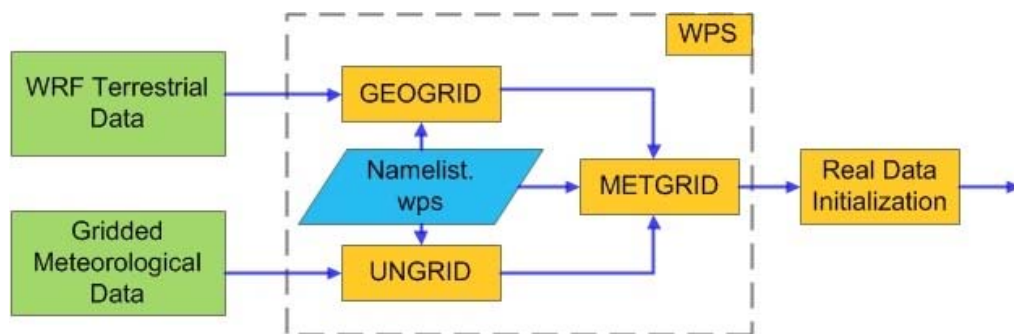 WPS
WRF Terrestrial
Data
GEOGRID
Namelist.
wps
METGRID
Real Data
Initialization
Gridded
Meteorological
Data
UNGRID